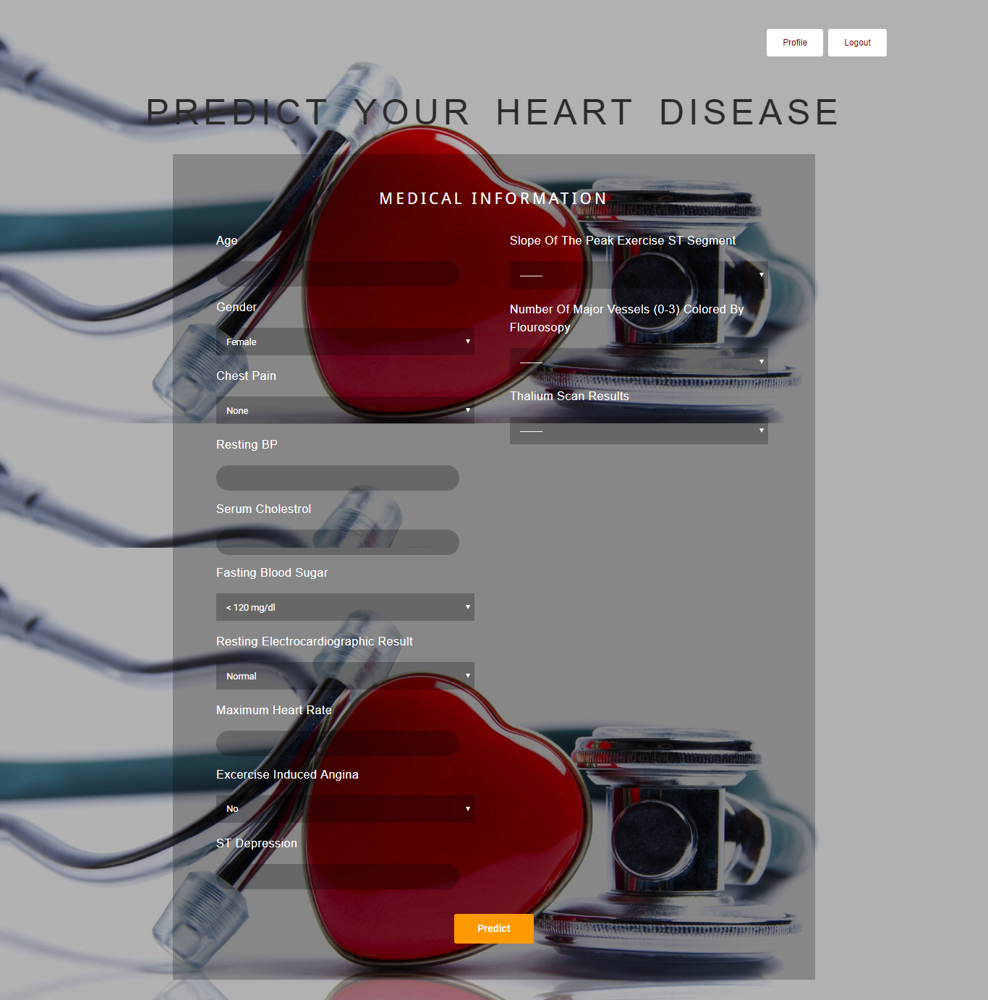 Profile
Logout
PREDICT YOUR HEART DISEASE
MEDICAL INFORMATION
Age
Gender
Female
Chest Pain
None
Resting BP
Serum Cholestrol
Fasting Blood Sugar
< 120 mg/dl
Resting Electrocardiographic Result
Normal
Maximum Heart Rate
Excercise Induced Angina
No
ST Depression
Slope Of The Peak Exercise ST Segment
-------
Number Of Major Vessels (0-3) Colored By
Flourosopy
-------
Thalium Scan Results
-------
Predict